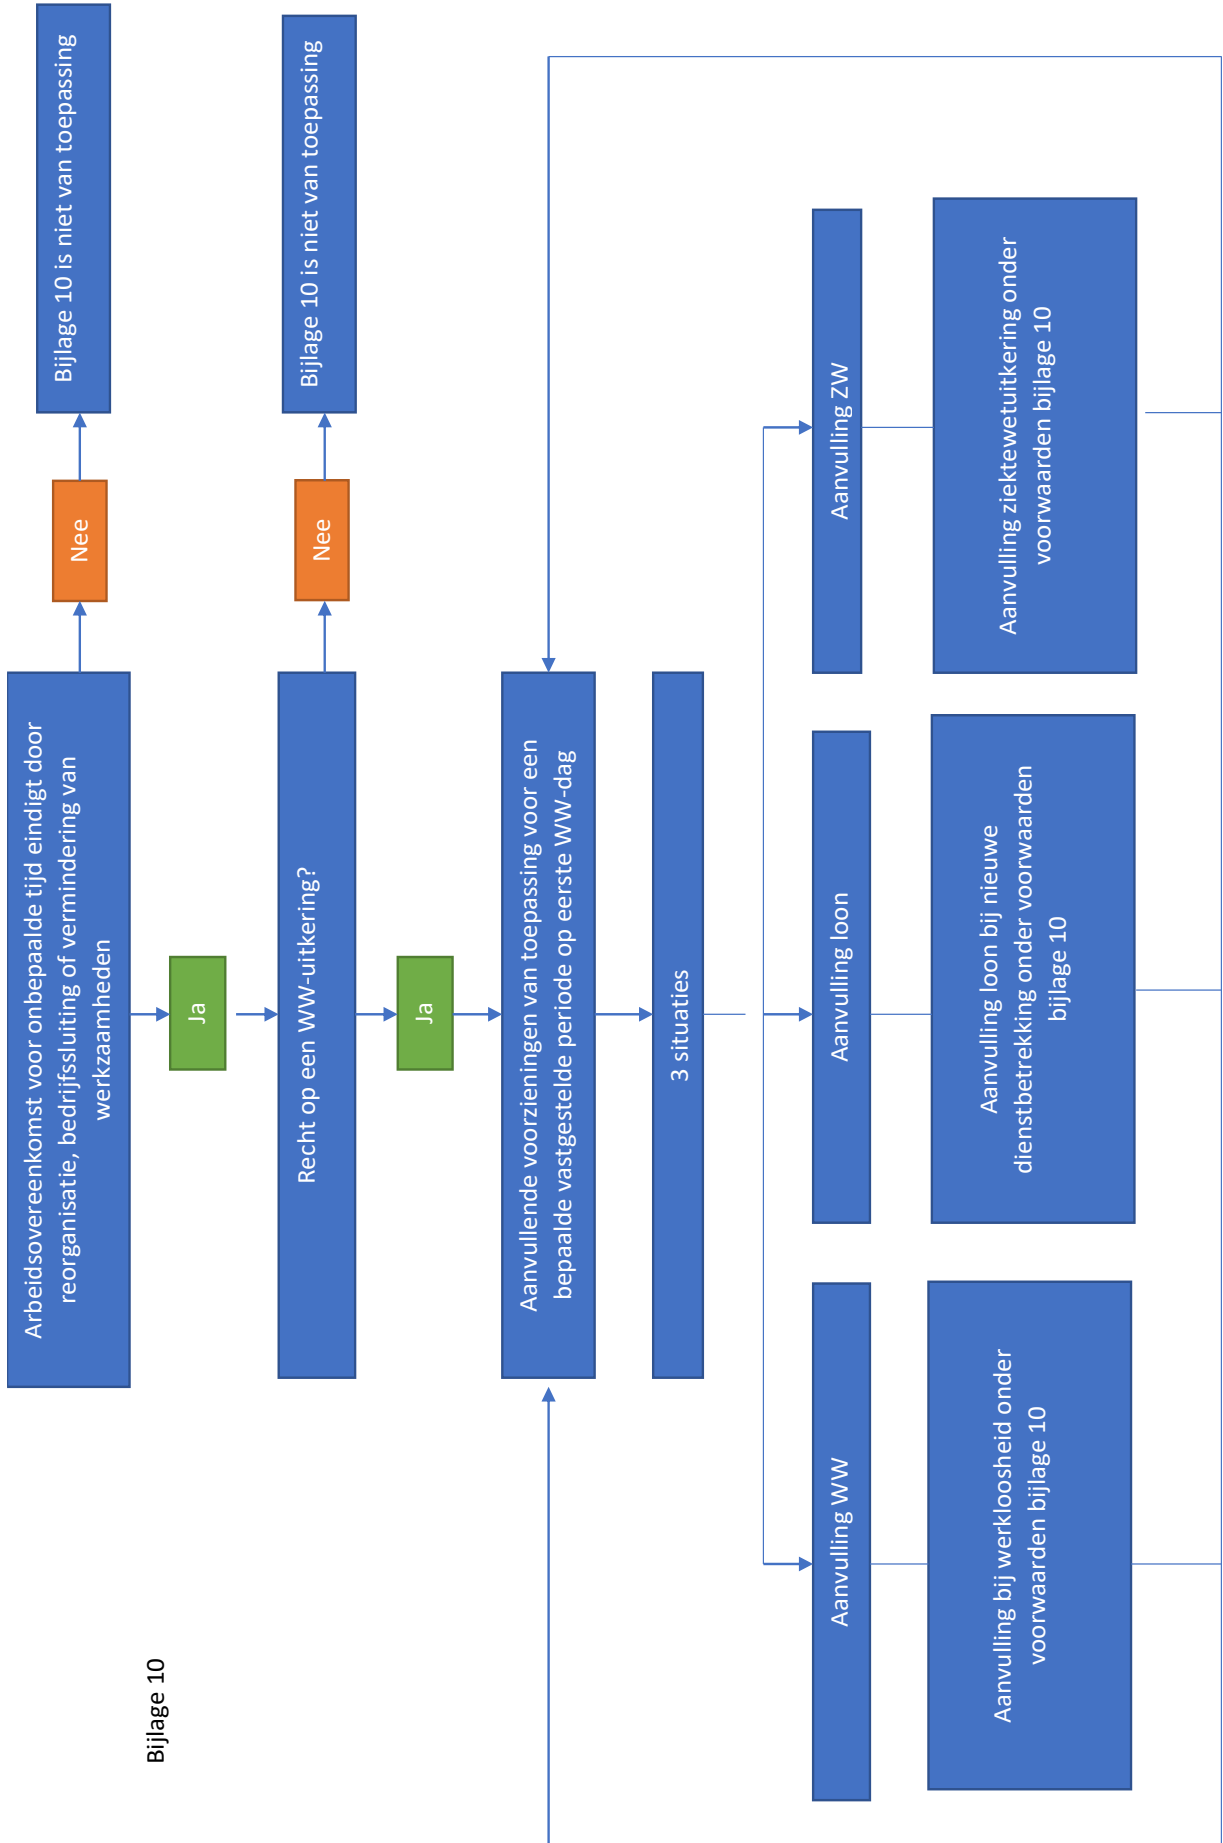 Bijlage 10
Arbeidsovereenkomst voor onbepaalde tijd eindigt door
reorganisatie, bedrijfssluiting of vermindering van
werkzaamheden
Nee
Bijlage 10 is niet van toepassing
Ja
Recht op een WW-uitkering?
Nee
Bijlage 10 is niet van toepassing
Ja
Aanvullende voorzieningen van toepassing voor een
bepaalde vastgestelde periode op eerste WW-dag
3 situaties
Aanvulling WW
Aanvulling loon
Aanvulling ZW
Aanvulling bij werkloosheid onder
voorwaarden bijlage 10
Aanvulling loon bij nieuwe
dienstbetrekking onder voorwaarden
bijlage 10
Aanvulling ziektewetuitkering onder
voorwaarden bijlage 10